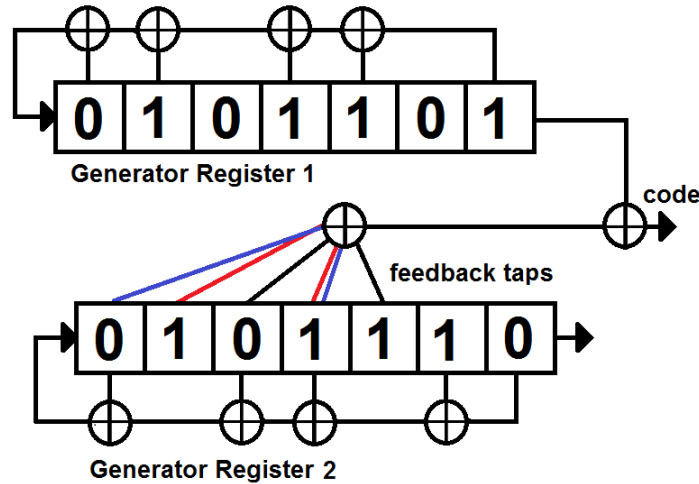 0 1 0 1 1 0 1
Generator Register 1
code
feedback taps
0 1 0 1 1 1 0
Generator Register 2